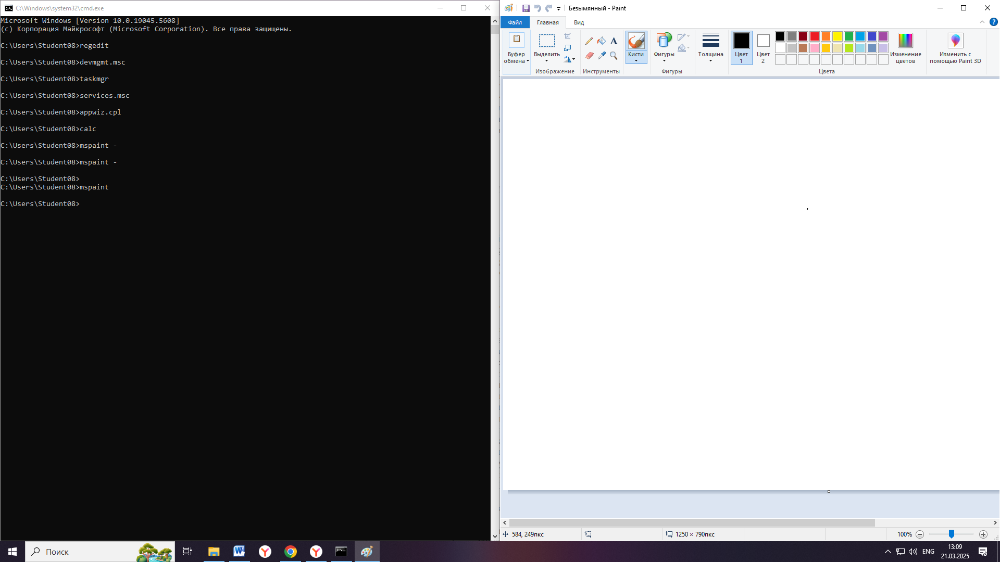 C:\Windows\system32\cmd.exe
Microsoft Windows [Version 10.0.19045.5608]
(c) Корпорация Майкрософт (Microsoft Corporation). Все права защищены.
C:\Users\Student08>regedit
C:\Users\Student08>devmgmt.msc
C:\Users\Student08>taskmgr
C:\Users\Student08>services.msc
C:\Users\Student08>appwiz.cpl
C:\Users\Student08>calc
C:\Users\Student08>mspaint -
C:\Users\Student08>mspaint -
C:\Users\Student08>
C:\Users\Student08>mspaint
C:\Users\Student08>
Безымянный - Paint
Файл Главная Вид
Буфер обмена
Выделить
Изображение
Инструменты
Кисти
Фигуры
Фигуры
Толщина
Цвет 1
Цвет 2
Цвета
Изменение цветов
Изменить с помощью Paint 3D
584, 249пкс
1250 × 790пкс
100%
Поиск
ENG
13:09
21.03.2025